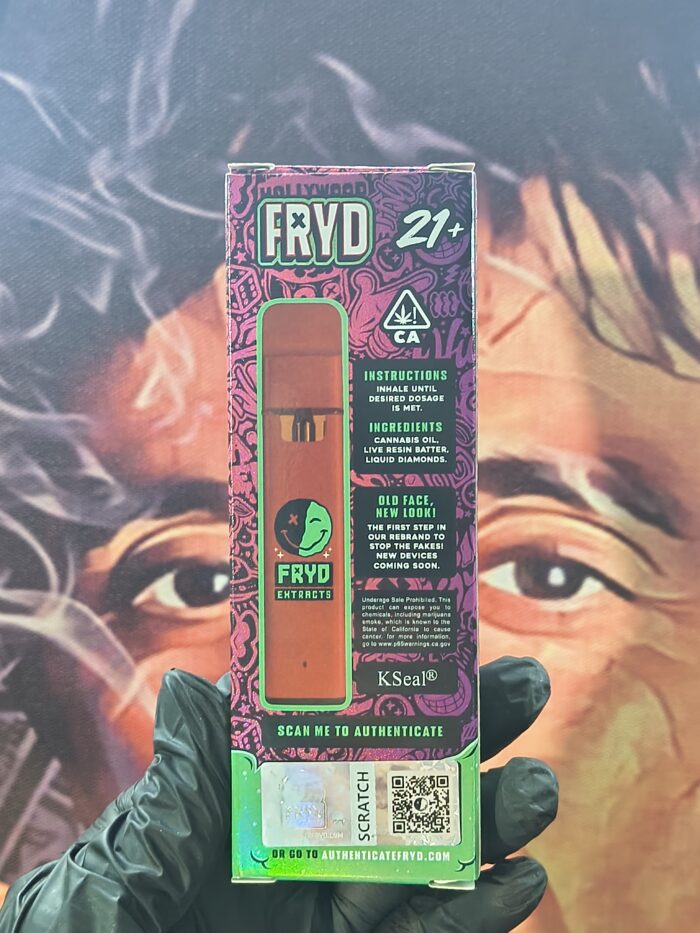 HOLLYWOOD
FRYD
21+
CA
INSTRUCTIONS
INHALE UNTIL
DESIRED DOSAGE
IS MET.
INGREDIENTS
CANNABIS OIL,
LIVE RESIN BATTER,
LIQUID DIAMONDS.
OLD FACE,
NEW LOOK!
THE FIRST STEP IN
OUR REBRAND TO
STOP THE FAKES!
NEW DEVICES
COMING SOON.
FRYD
EXTRACTS
Underage Sale Prohibited. This
product can expose you to
chemicals, including marijuana
smoke, which is known to the
State of California to cause
cancer. for more information,
go to www.p65warnings.ca.gov
KSeal®
SCAN ME TO AUTHENTICATE
SCRATCH
OR GO TO AUTHENTICATEFRYD.COM